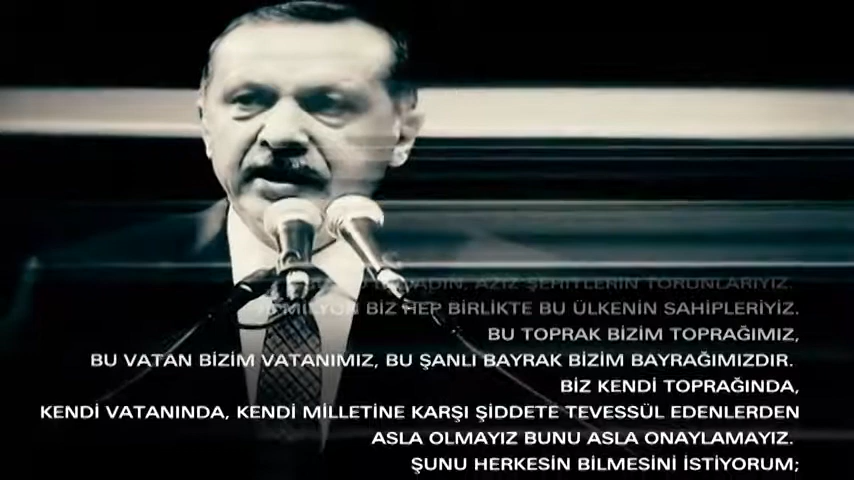 AZİZ ŞEHİTLERİN TORUNLARIYIZ.
MİLYON BİZ HEP BİRLİKTE BU ÜLKENİN SAHİPLERİYİZ.
BU TOPRAK BİZİM TOPRAĞIMIZ,
BU VATAN BİZİM VATANIMIZ, BU ŞANLI BAYRAK BİZİM BAYRAĞIMIZDIR.
BİZ KENDİ TOPRAĞINDA,
KENDİ VATANINDA, KENDİ MİLLETİNE KARŞI ŞİDDETE TEVESSÜL EDENLERDEN
ASLA OLMAYIZ BUNU ASLA ONAYLAMAYIZ.
ŞUNU HERKESİN BİLMESİNİ İSTİYORUM;